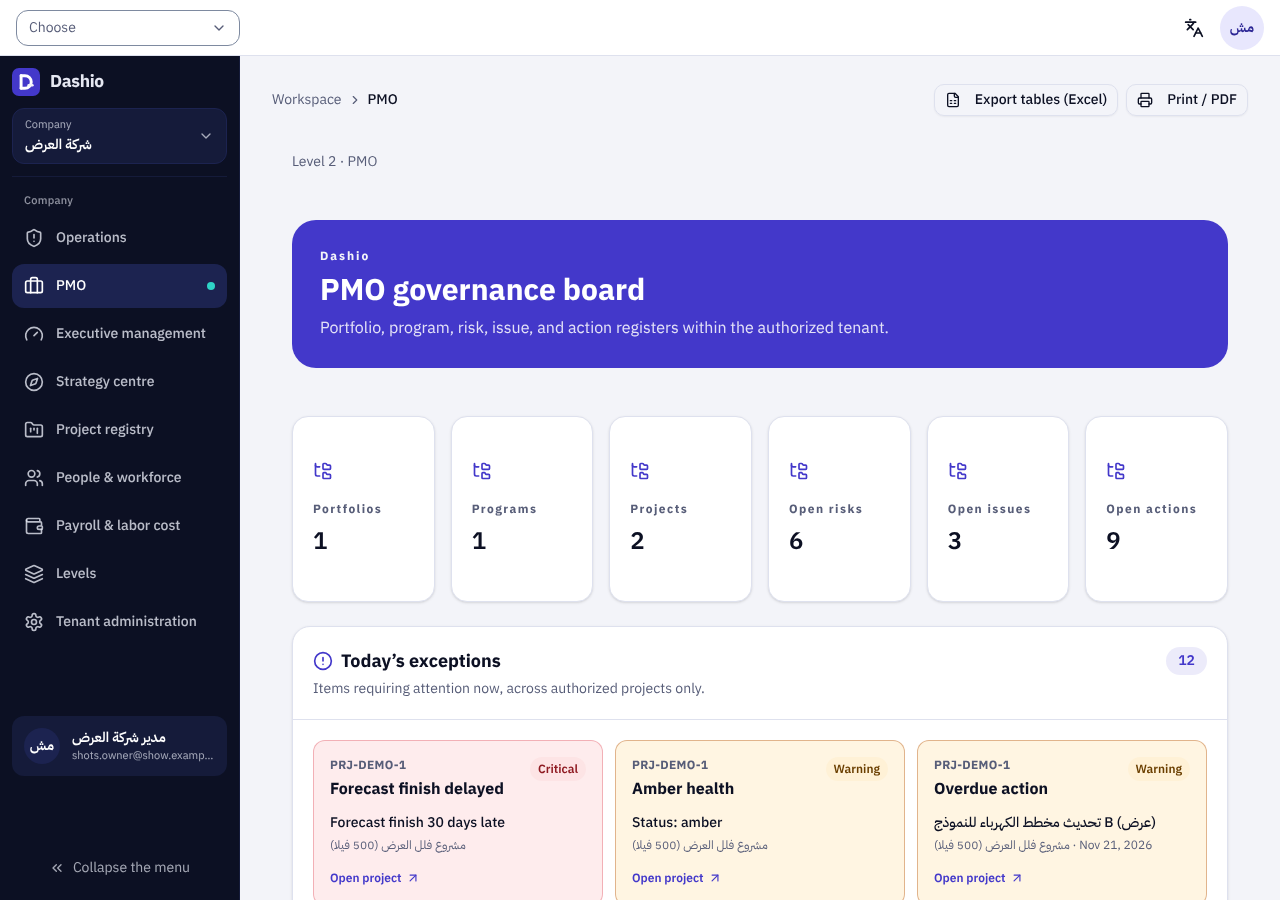 Choose
مش
Dashio
Company
شركة العرض
Company
Operations
PMO
Executive management
Strategy centre
Project registry
People & workforce
Payroll & labor cost
Levels
Tenant administration
مش
مدير شركة العرض
shots.owner@show.examp...
Collapse the menu
Workspace > PMO
Export tables (Excel)
Print / PDF
Level 2 · PMO
Dashio
PMO governance board
Portfolio, program, risk, issue, and action registers within the authorized tenant.
Portfolios
1
Programs
1
Projects
2
Open risks
6
Open issues
3
Open actions
9
Today’s exceptions
12
Items requiring attention now, across authorized projects only.
PRJ-DEMO-1
Critical
Forecast finish delayed
Forecast finish 30 days late
مشروع فلل العرض (500 فيلا)
Open project
PRJ-DEMO-1
Warning
Amber health
Status: amber
مشروع فلل العرض (500 فيلا)
Open project
PRJ-DEMO-1
Warning
Overdue action
تحديث مخطط الكهرباء للنموذج B (عرض)
مشروع فلل العرض (500 فيلا) · Nov 21, 2026
Open project